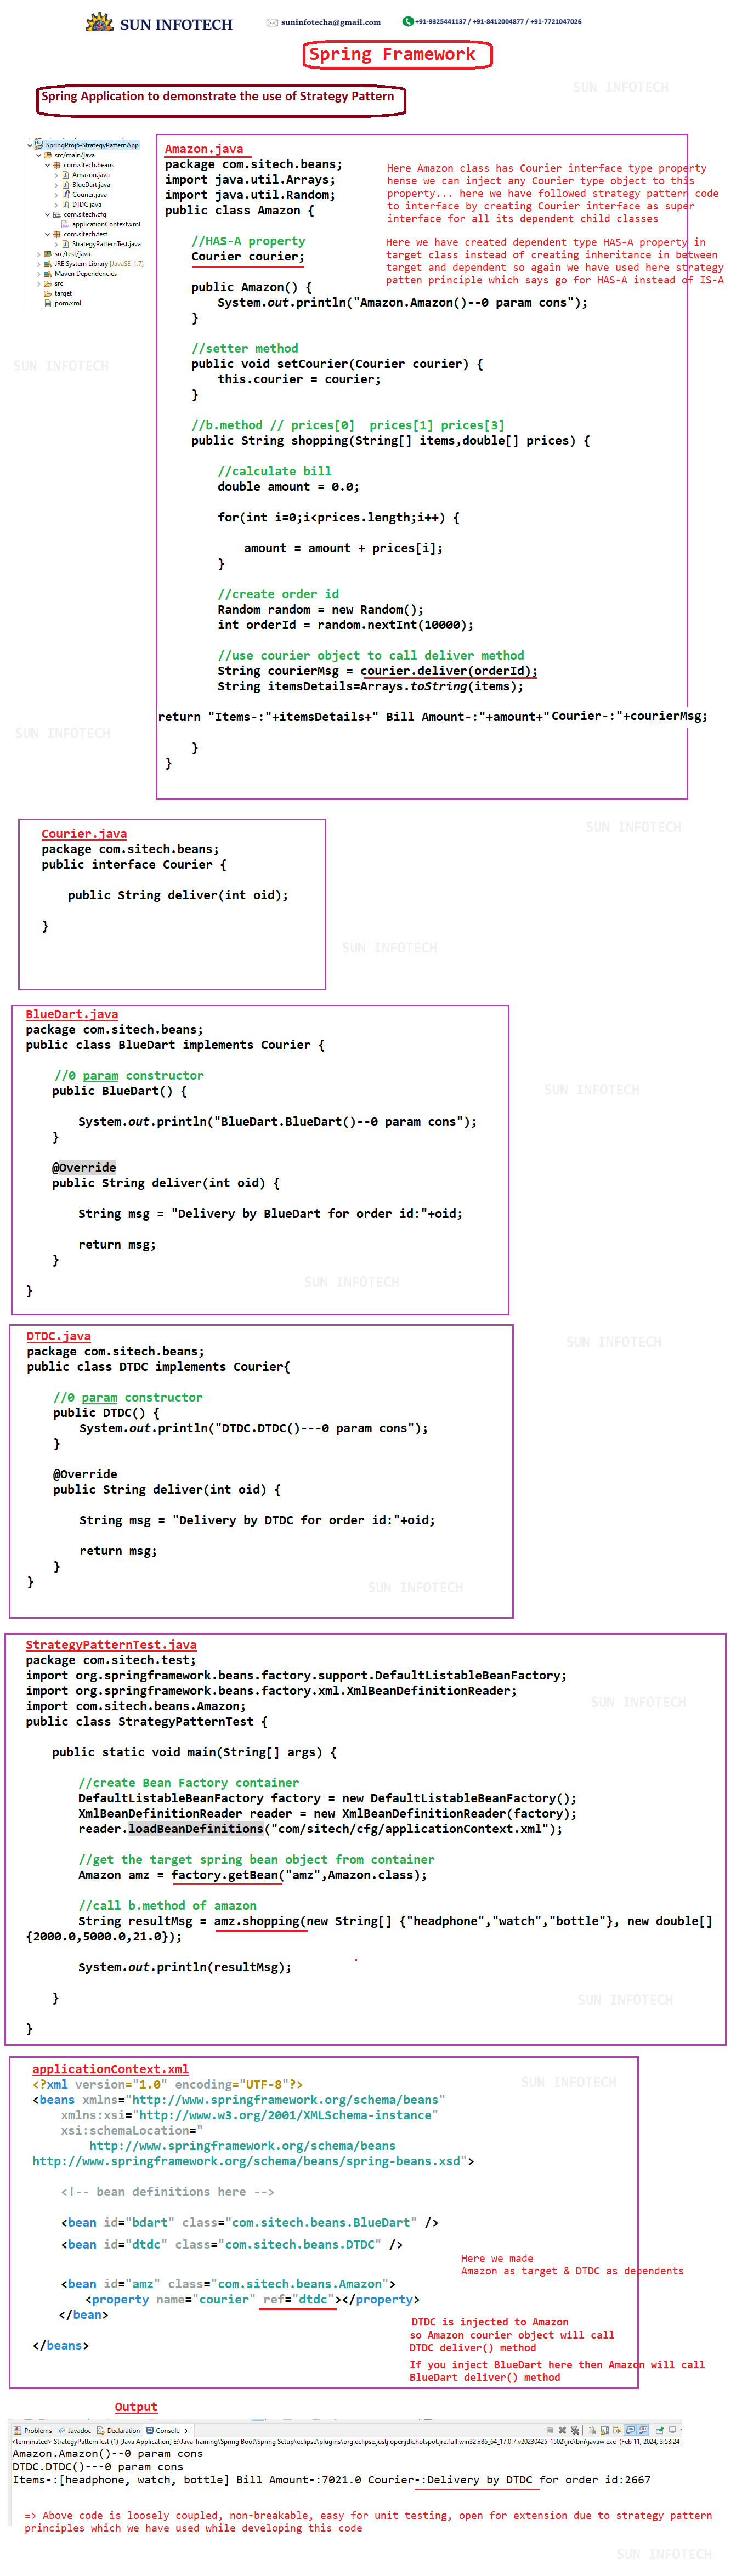 SUN INFOTECH
suninfotecha@gmail.com
+91-9325441137 / +91-8412004877 / +91-7721047026
Spring Framework
SUN INFOTECH
Spring Application to demonstrate the use of Strategy Pattern
SpringProj6-StrategyPatternApp
src/main/java
com.sitech.beans
Amazon.java
BlueDart.java
Courier.java
DTDC.java
com.sitech.cfg
applicationContext.xml
com.sitech.test
StrategyPatternTest.java
src/test/java
JRE System Library [JavaSE-1.7]
Maven Dependencies
src
target
pom.xml
Amazon.java
package com.sitech.beans;
import java.util.Arrays;
import java.util.Random;
public class Amazon {
Here Amazon class has Courier interface type property
hense we can inject any Courier type object to this
property... here we have followed strategy pattern code
to interface by creating Courier interface as super
interface for all its dependent child classes
Here we have created dependent type HAS-A property in
target class instead of creating inheritance in between
target and dependent so again we have used here strategy
patten principle which says go for HAS-A instead of IS-A
//HAS-A property
Courier courier;
public Amazon() {
System.out.println("Amazon.Amazon()--0 param cons");
}
//setter method
public void setCourier(Courier courier) {
this.courier = courier;
}
SUN INFOTECH
//b.method // prices[0]  prices[1] prices[3]
public String shopping(String[] items,double[] prices) {
//calculate bill
double amount = 0.0;
for(int i=0;i<prices.length;i++) {
amount = amount + prices[i];
}
//create order id
Random random = new Random();
int orderId = random.nextInt(10000);
//use courier object to call deliver method
String courierMsg = courier.deliver(orderId);
String itemsDetails=Arrays.toString(items);
return "Items-:"+itemsDetails+" Bill Amount-:"+amount+"Courier-:"+courierMsg;
SUN INFOTECH
}
}
SUN INFOTECH
Courier.java
package com.sitech.beans;
public interface Courier {
public String deliver(int oid);
}
SUN INFOTECH
BlueDart.java
package com.sitech.beans;
public class BlueDart implements Courier {
//0 param constructor
public BlueDart() {
SUN INFOTECH
System.out.println("BlueDart.BlueDart()--0 param cons");
}
@Override
public String deliver(int oid) {
String msg = "Delivery by BlueDart for order id:"+oid;
return msg;
}
SUN INFOTECH
}
DTDC.java
SUN INFOTECH
package com.sitech.beans;
public class DTDC implements Courier{
//0 param constructor
public DTDC() {
System.out.println("DTDC.DTDC()---0 param cons");
}
@Override
public String deliver(int oid) {
String msg = "Delivery by DTDC for order id:"+oid;
return msg;
}
}
SUN INFOTECH
StrategyPatternTest.java
package com.sitech.test;
import org.springframework.beans.factory.support.DefaultListableBeanFactory;
import org.springframework.beans.factory.xml.XmlBeanDefinitionReader;
import com.sitech.beans.Amazon;
SUN INFOTECH
public class StrategyPatternTest {
public static void main(String[] args) {
//create Bean Factory container
DefaultListableBeanFactory factory = new DefaultListableBeanFactory();
XmlBeanDefinitionReader reader = new XmlBeanDefinitionReader(factory);
reader.loadBeanDefinitions("com/sitech/cfg/applicationContext.xml");
//get the target spring bean object from container
Amazon amz = factory.getBean("amz",Amazon.class);
//call b.method of amazon
String resultMsg = amz.shopping(new String[] {"headphone","watch","bottle"}, new double[]
{2000.0,5000.0,21.0});
System.out.println(resultMsg);
}
SUN INFOTECH
}
applicationContext.xml
SUN INFOTECH
<?xml version="1.0" encoding="UTF-8"?>
<beans xmlns="http://www.springframework.org/schema/beans"
xmlns:xsi="http://www.w3.org/2001/XMLSchema-instance"
xsi:schemaLocation="
http://www.springframework.org/schema/beans
http://www.springframework.org/schema/beans/spring-beans.xsd">
<!-- bean definitions here -->
<bean id="bdart" class="com.sitech.beans.BlueDart" />
<bean id="dtdc" class="com.sitech.beans.DTDC" />
Here we made
Amazon as target & DTDC as dependents
<bean id="amz" class="com.sitech.beans.Amazon">
<property name="courier" ref="dtdc"></property>
</bean>
DTDC is injected to Amazon
so Amazon courier object will call
DTDC deliver() method
</beans>
If you inject BlueDart here then Amazon will call
BlueDart deliver() method
Output
Problems @ Javadoc Declaration Console
<terminated> StrategyPatternTest (1) [Java Application] E:\Java Training\Spring Boot\Spring Setup\eclipse\plugins\org.eclipse.justj.openjdk.hotspot.jre.full.win32.x86_64_17.0.7.v20230425-1502\jre\bin\javaw.exe (Feb 11, 2024, 3:53:24
Amazon.Amazon()--0 param cons
DTDC.DTDC()---0 param cons
Items-:[headphone, watch, bottle] Bill Amount-:7021.0 Courier-:Delivery by DTDC for order id:2667
=> Above code is loosely coupled, non-breakable, easy for unit testing, open for extension due to strategy pattern
principles which we have used while developing this code
SUN INFOTECH